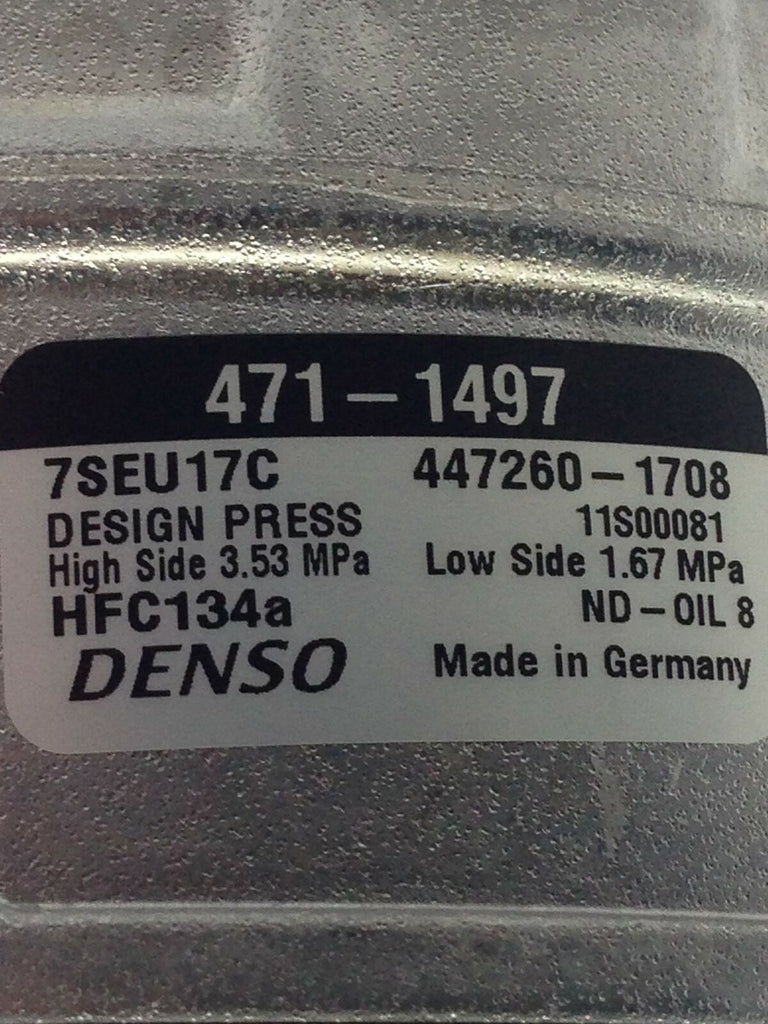 471-1497
7SEU17C 447260-1708
DESIGN PRESS 11S00081
High Side 3.53 MPa Low Side 1.67 MPa
HFC134a ND-OIL 8
DENSO Made in Germany